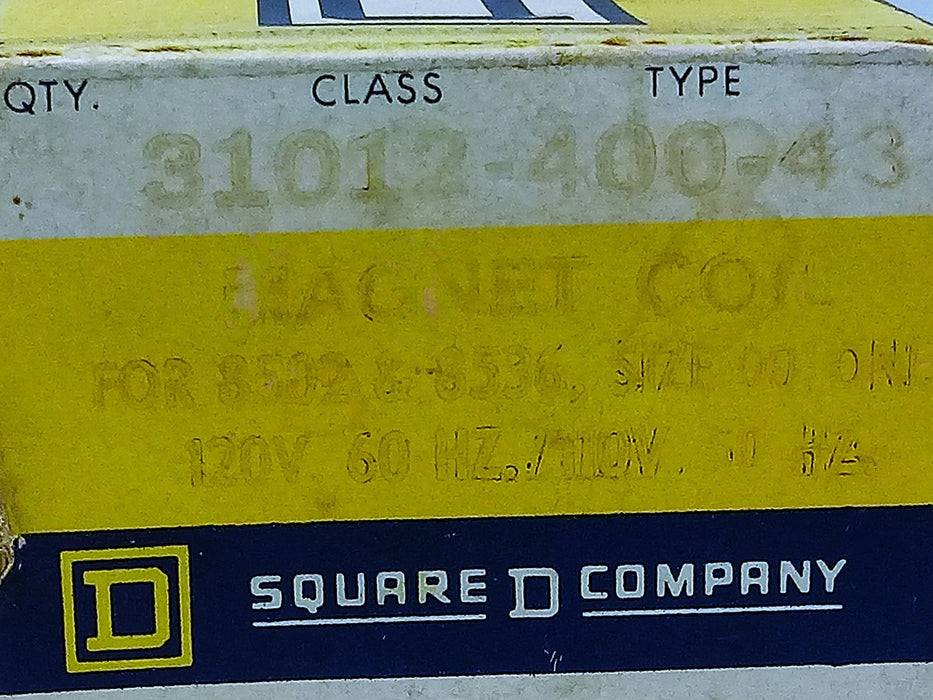 QTY. CLASS TYPE
31012-400-43
MAGNET COIL
FOR 8502 & 8536, SIZE 00 ONL
120V. 60 HZ./110V. 50 HZ.
D SQUARE D COMPANY